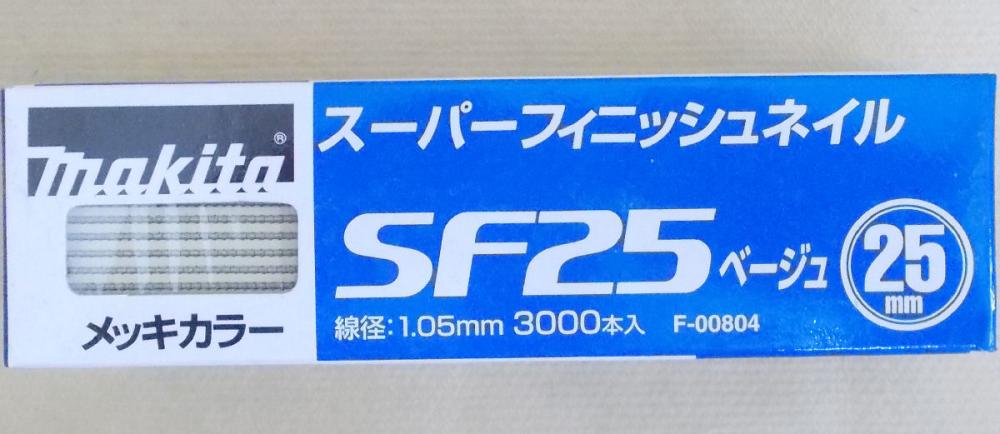 makita®
メッキカラー
スーパーフィニッシュネイル
SF25 ベージュ
25
mm
線径:1.05mm 3000本入 F-00804